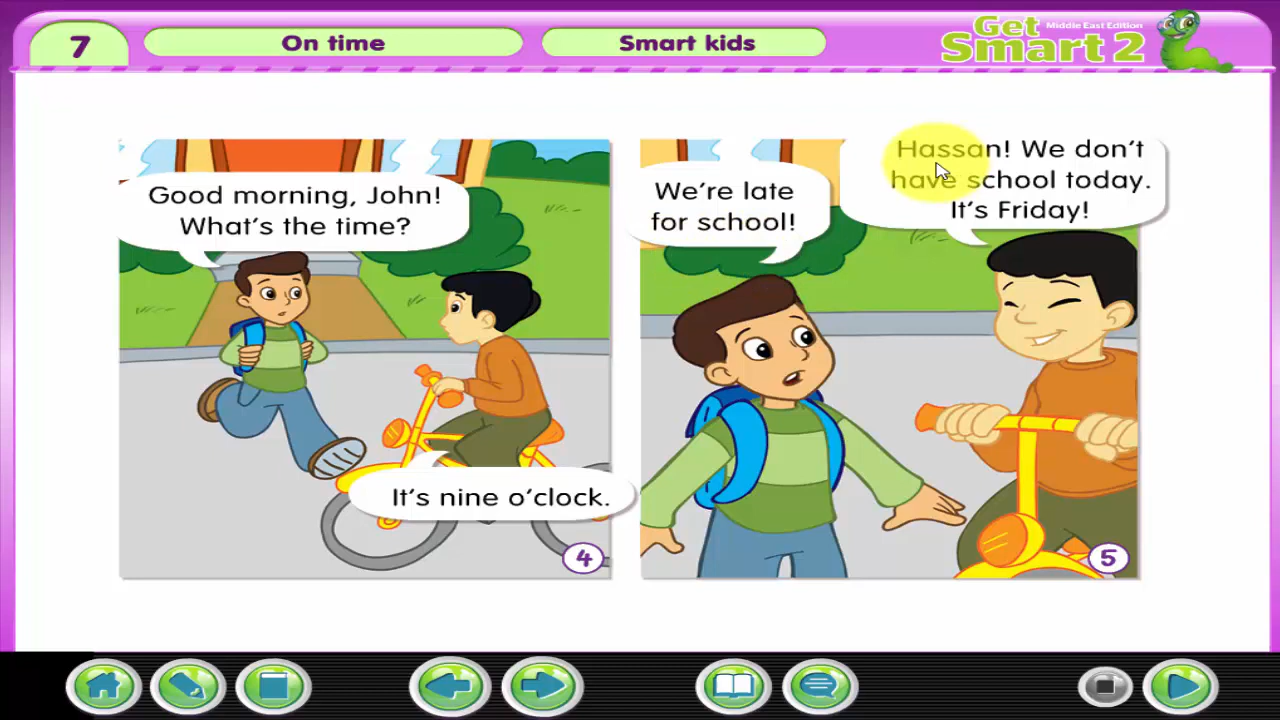 7
On time
Smart kids
Get
Middle East Edition
Smart 2
Good morning, John!
What's the time?
It's nine o'clock.
4
We're late
for school!
Hassan! We don't
have school today.
It's Friday!
5